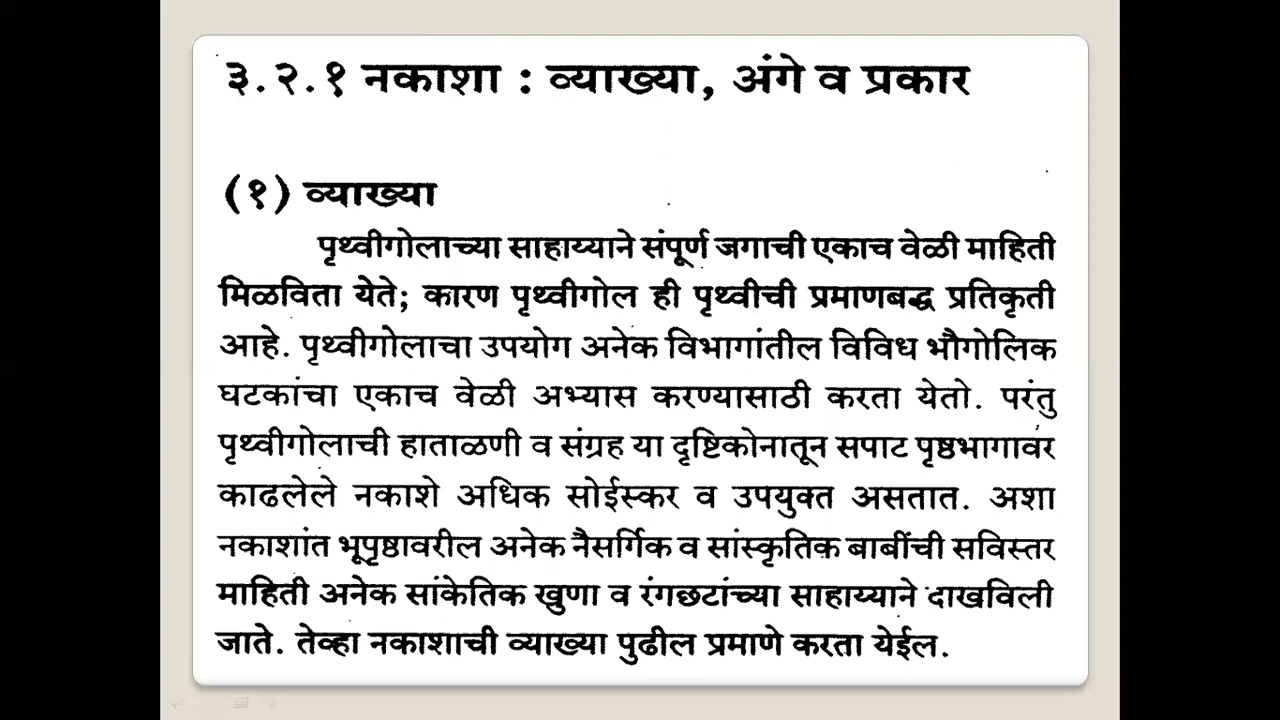 ३.२.१ नकाशा : व्याख्या, अंगे व प्रकार
(१) व्याख्या
पृथ्वीगोलाच्या साहाय्याने संपूर्ण जगाची एकाच वेळी माहिती
मिळविता येते; कारण पृथ्वीगोल ही पृथ्वीची प्रमाणबद्ध प्रतिकृती
आहे. पृथ्वीगोलाचा उपयोग अनेक विभागांतील विविध भौगोलिक
घटकांचा एकाच वेळी अभ्यास करण्यासाठी करता येतो. परंतु
पृथ्वीगोलाची हाताळणी व संग्रह या दृष्टिकोनातून सपाट पृष्ठभागावर
काढलेले नकाशे अधिक सोईस्कर व उपयुक्त असतात. अशा
नकाशांत भूपृष्ठावरील अनेक नैसर्गिक व सांस्कृतिक बाबींची सविस्तर
माहिती अनेक सांकेतिक खुणा व रंगछटांच्या साहाय्याने दाखविली
जाते. तेव्हा नकाशाची व्याख्या पुढील प्रमाणे करता येईल.